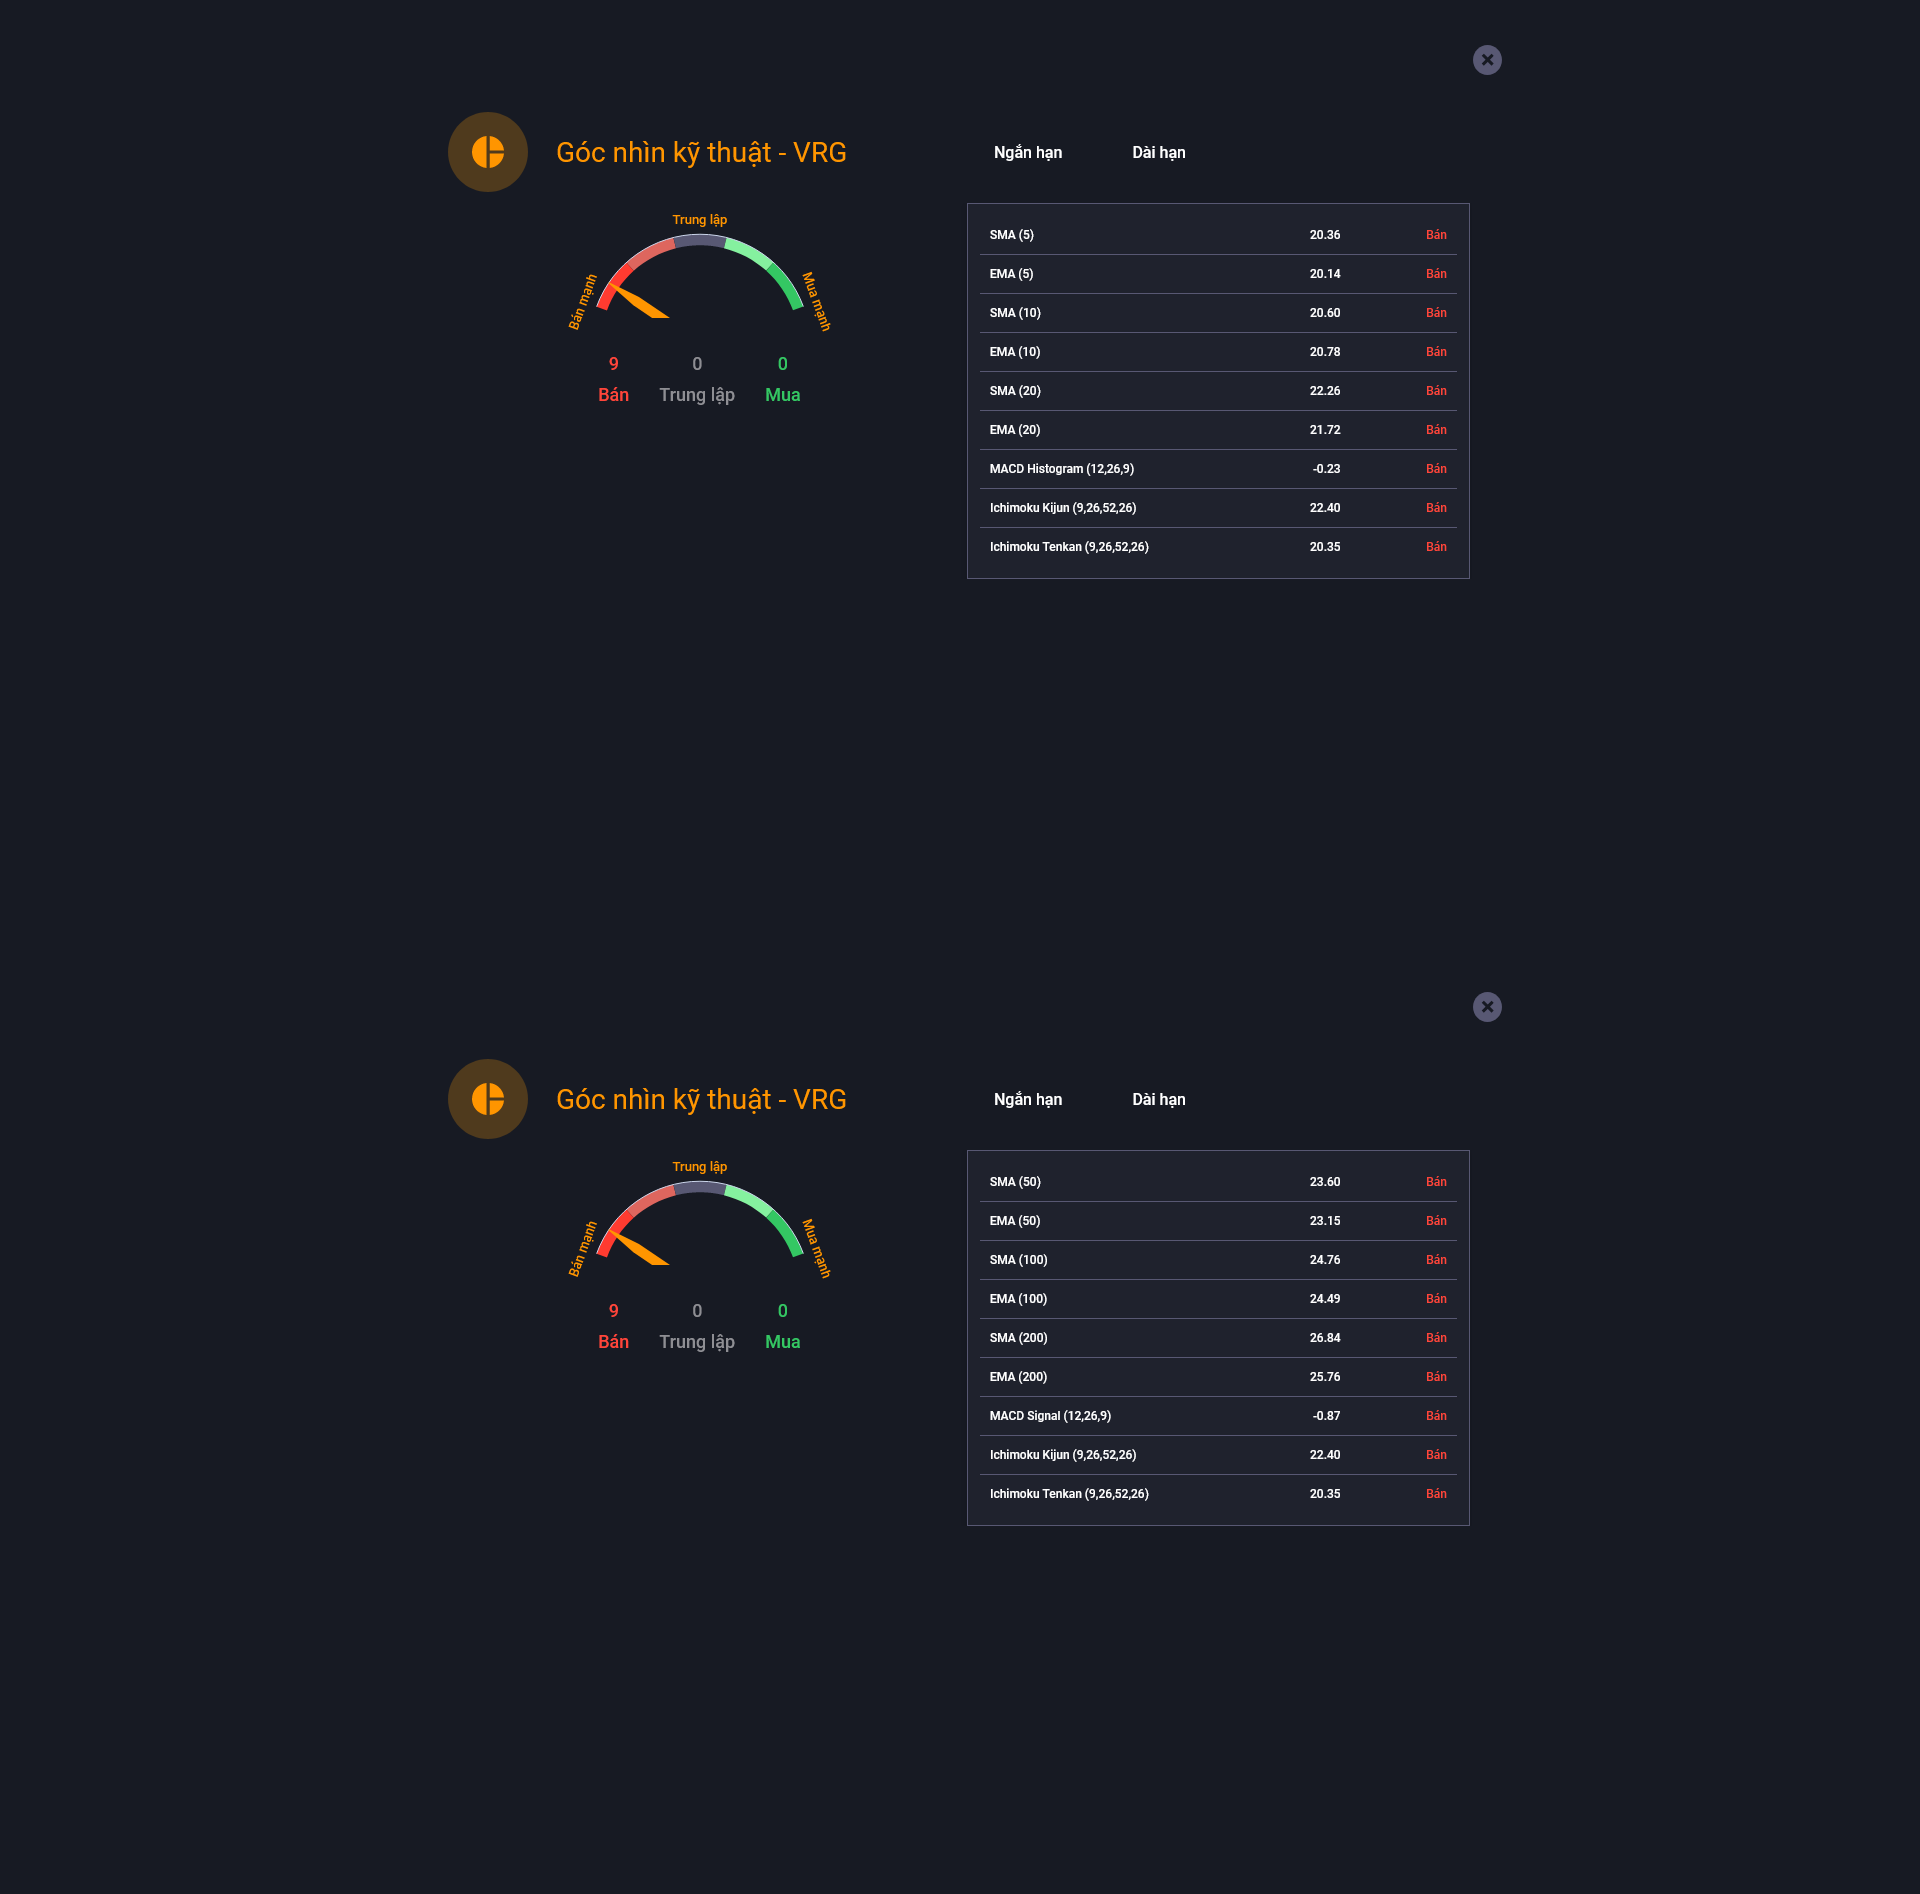 Góc nhìn kỹ thuật - VRG
Ngắn hạn Dài hạn
Trung lập
Bán mạnh
Mua mạnh
9 0 0
Bán Trung lập Mua
SMA (5) 20.36 Bán
EMA (5) 20.14 Bán
SMA (10) 20.60 Bán
EMA (10) 20.78 Bán
SMA (20) 22.26 Bán
EMA (20) 21.72 Bán
MACD Histogram (12,26,9) -0.23 Bán
Ichimoku Kijun (9,26,52,26) 22.40 Bán
Ichimoku Tenkan (9,26,52,26) 20.35 Bán
Góc nhìn kỹ thuật - VRG
Ngắn hạn Dài hạn
Trung lập
Bán mạnh
Mua mạnh
9 0 0
Bán Trung lập Mua
SMA (50) 23.60 Bán
EMA (50) 23.15 Bán
SMA (100) 24.76 Bán
EMA (100) 24.49 Bán
SMA (200) 26.84 Bán
EMA (200) 25.76 Bán
MACD Signal (12,26,9) -0.87 Bán
Ichimoku Kijun (9,26,52,26) 22.40 Bán
Ichimoku Tenkan (9,26,52,26) 20.35 Bán